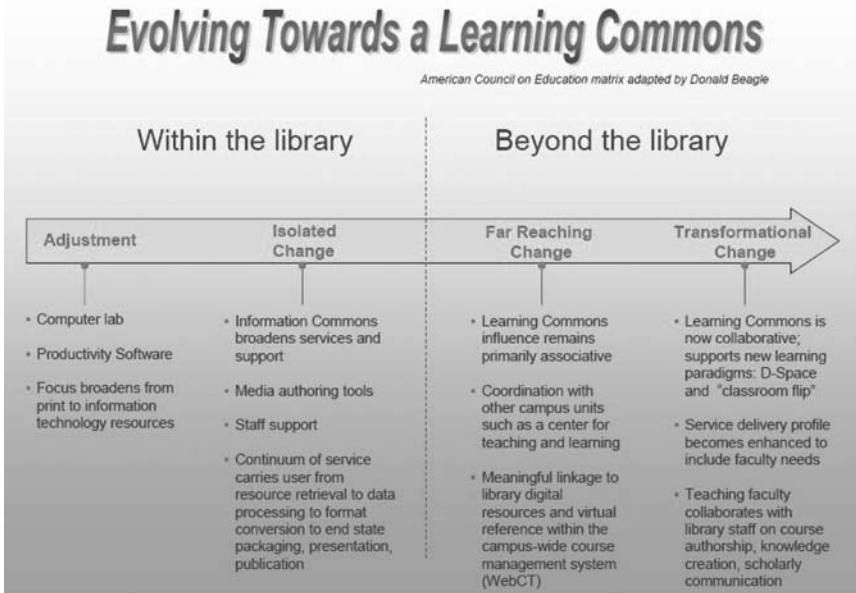 Evolving Towards a Learning Commons
American Council on Education matrix adapted by Donald Beagle
Within the library
Beyond the library
Adjustment
Isolated
Change
Far Reaching
Change
Transformational
Change
• Computer lab
• Productivity Software
• Focus broadens from
print to information
technology resources
• Information Commons
broadens services and
support
• Media authoring tools
• Staff support
• Continuum of service
carries user from
resource retrieval to data
processing to format
conversion to end state
packaging, presentation,
publication
• Learning Commons
influence remains
primarily associative
• Coordination with
other campus units
such as a center for
teaching and learning
• Meaningful linkage to
library digital
resources and virtual
reference within the
campus-wide course
management system
(WebCT)
• Learning Commons is
now collaborative;
supports new learning
paradigms: D-Space
and "classroom flip"
• Service delivery profile
becomes enhanced to
include faculty needs
• Teaching faculty
collaborates with
library staff on course
authorship, knowledge
creation, scholarly
communication